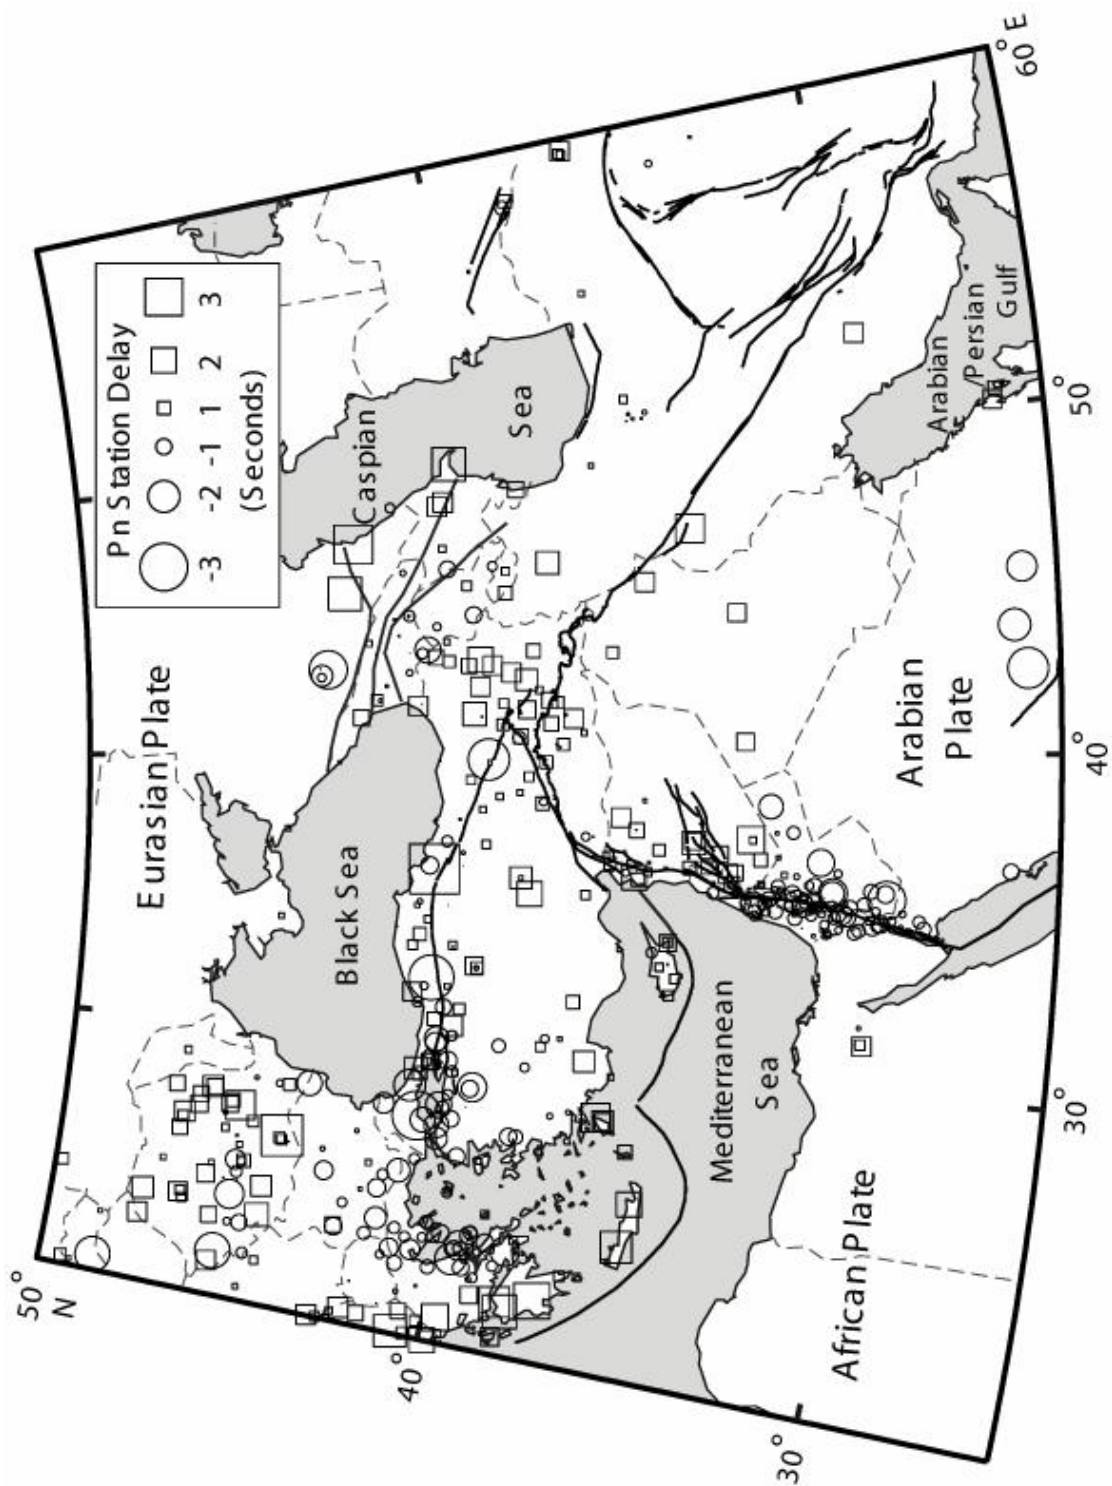 Pn Station Delay
-3 -2 -1 1 2 3
(Seconds)
50°
N
40°
30°
30°
40°
50°
60° E
Eurasian Plate
Black Sea
Caspian
Sea
Mediterranean
Sea
African Plate
Arabian
Plate
Arabian
Persian
Gulf